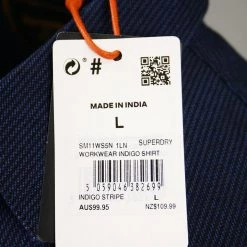 #
MADE IN INDIA
L
SM11WS5N 1LN SUPERDRY
WORKWEAR INDIGO SHIRT
5 059046 382699
INDIGO STRIPE L
AU$99.95 NZ$109.99